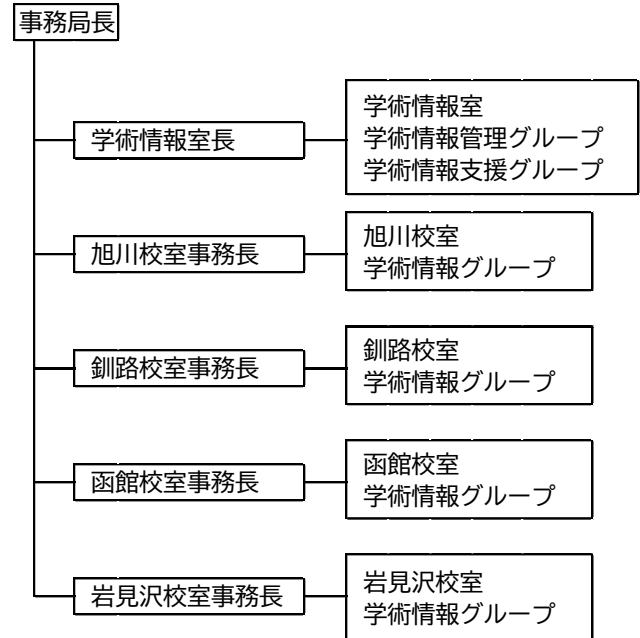 事務局長
学術情報室長
学術情報室
学術情報管理グループ
学術情報支援グループ
旭川校室事務長
旭川校室
学術情報グループ
釧路校室事務長
釧路校室
学術情報グループ
函館校室事務長
函館校室
学術情報グループ
岩見沢校室事務長
岩見沢校室
学術情報グループ